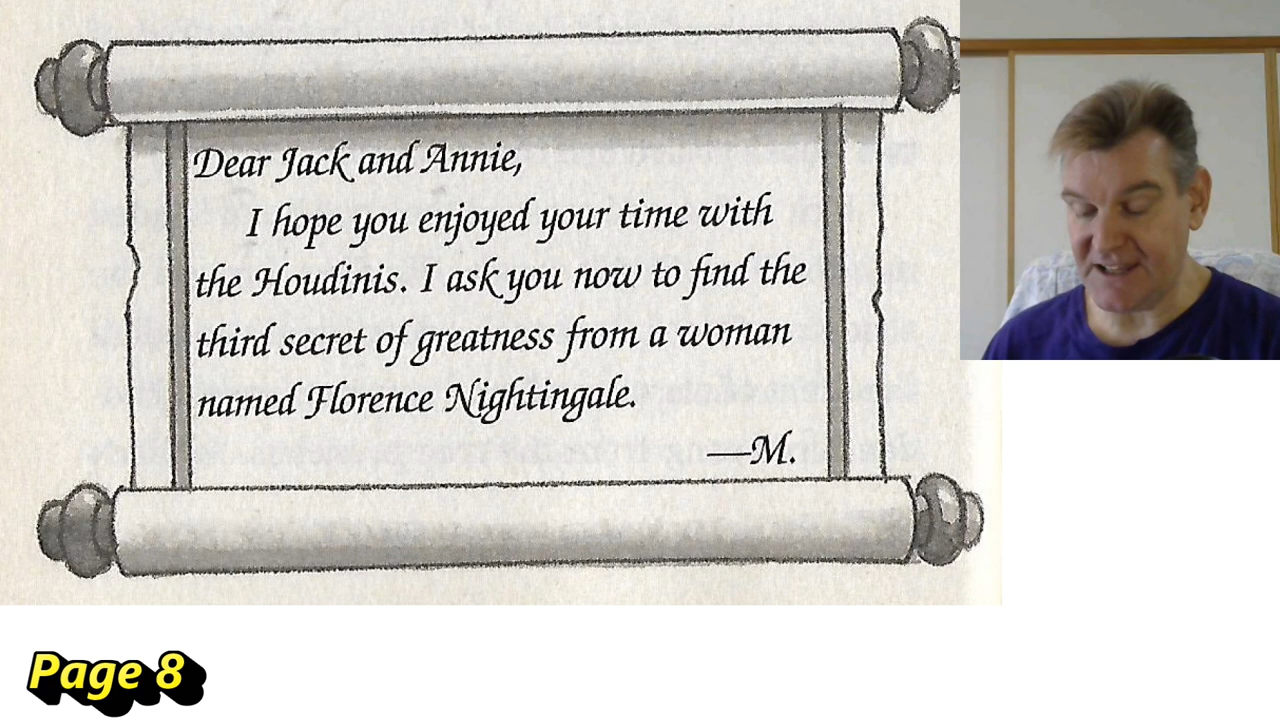 Dear Jack and Annie,
I hope you enjoyed your time with
the Houdinis. I ask you now to find the
third secret of greatness from a woman
named Florence Nightingale.
—M.
Page 8